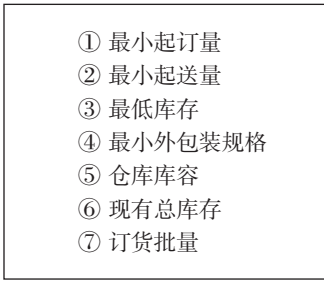 ① 最小起订量
② 最小起送量
③ 最低库存
④ 最小外包装规格
⑤ 仓库库容
⑥ 现有总库存
⑦ 订货批量